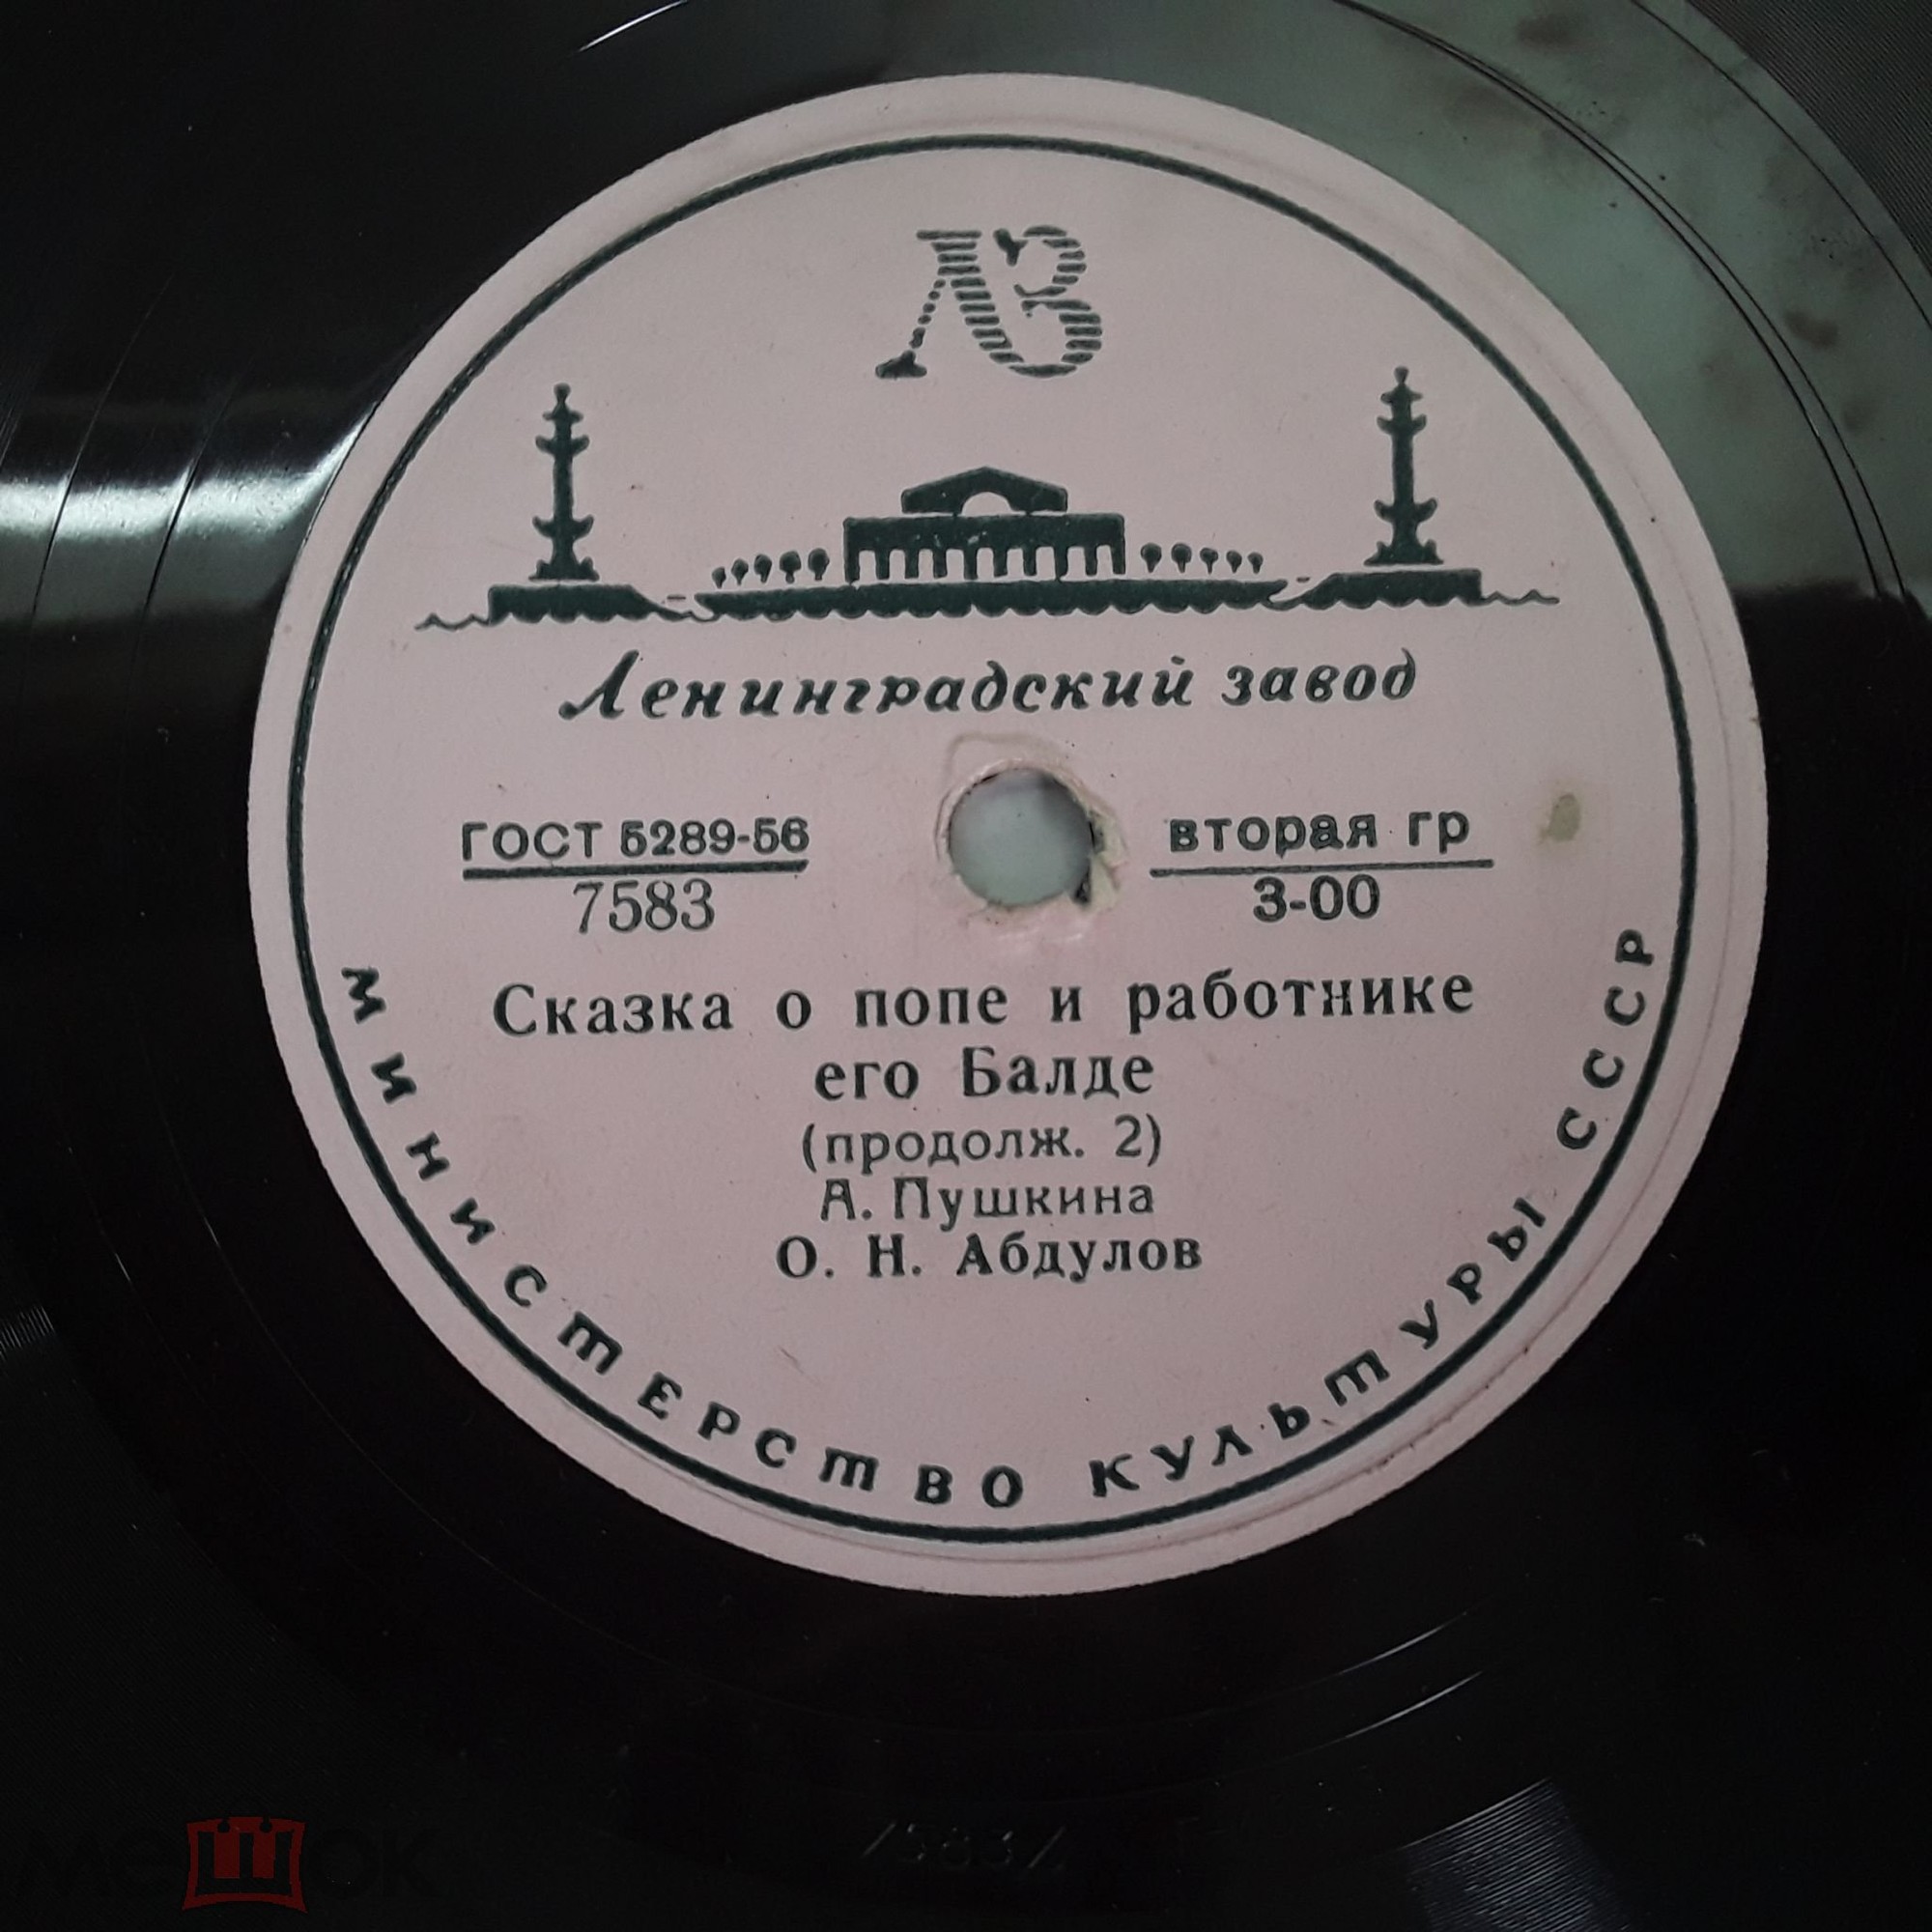 ЛЗ
Ленинградский завод
ГОСТ 5289-56
7583
вторая гр
3-00
Сказка о попе и работнике
его Балде
(продолж. 2)
А. Пушкина
О. Н. Абдулов
МИНИСТЕРСТВО КУЛЬТУРЫ СССР
мешок